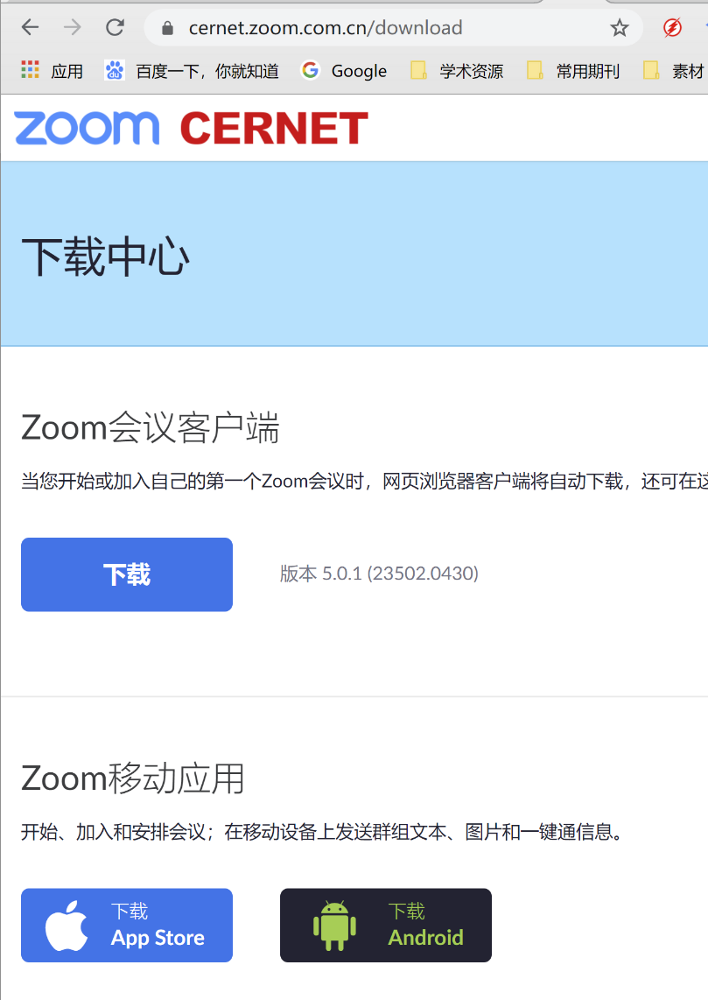 cernet.zoom.com.cn/download
应用 百度一下，你就知道 Google 学术资源 常用期刊 素材
zoom CERNET
下载中心
Zoom会议客户端
当您开始或加入自己的第一个Zoom会议时，网页浏览器客户端将自动下载，还可在这
下载 版本 5.0.1 (23502.0430)
Zoom移动应用
开始、加入和安排会议；在移动设备上发送群组文本、图片和一键通信息。
下载
App Store
下载
Android